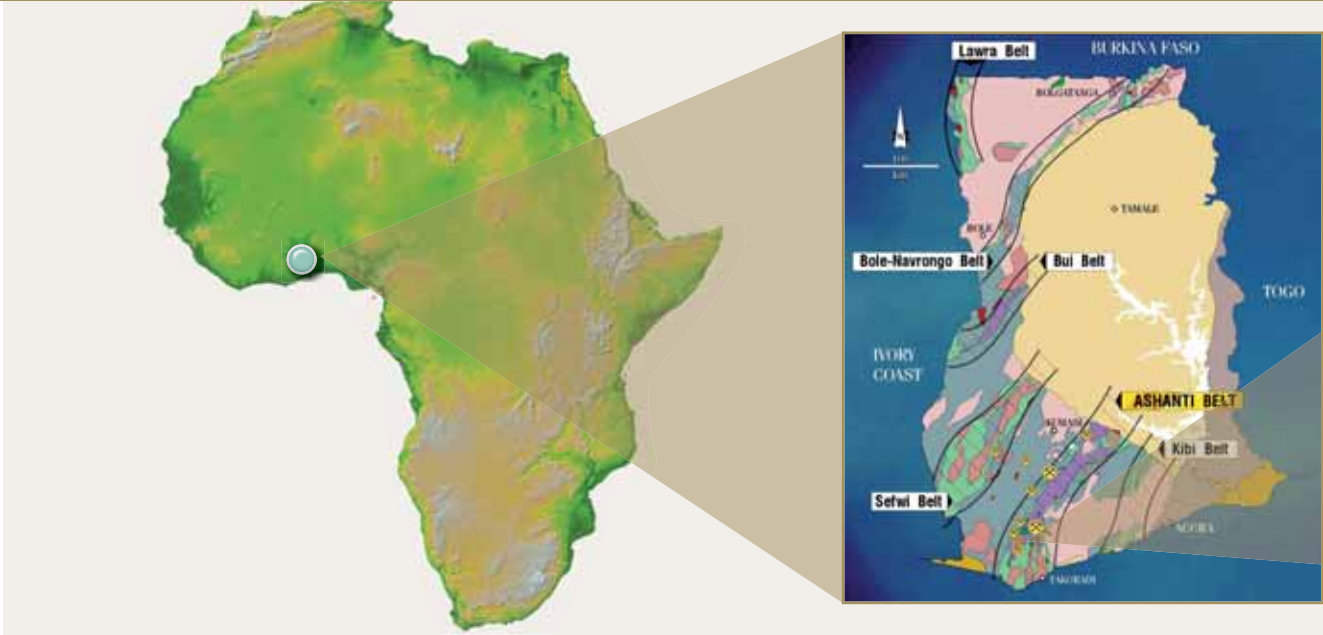 Lawra Belt
BURKINA FASO
BOLGATANGA
TAMALE
BOLE
Bole-Navrongo Belt
Bui Belt
TOGO
IVORY
COAST
ASHANTI BELT
KUMASI
Kibi Belt
Sefwi Belt
ACCRA
TAKORADI